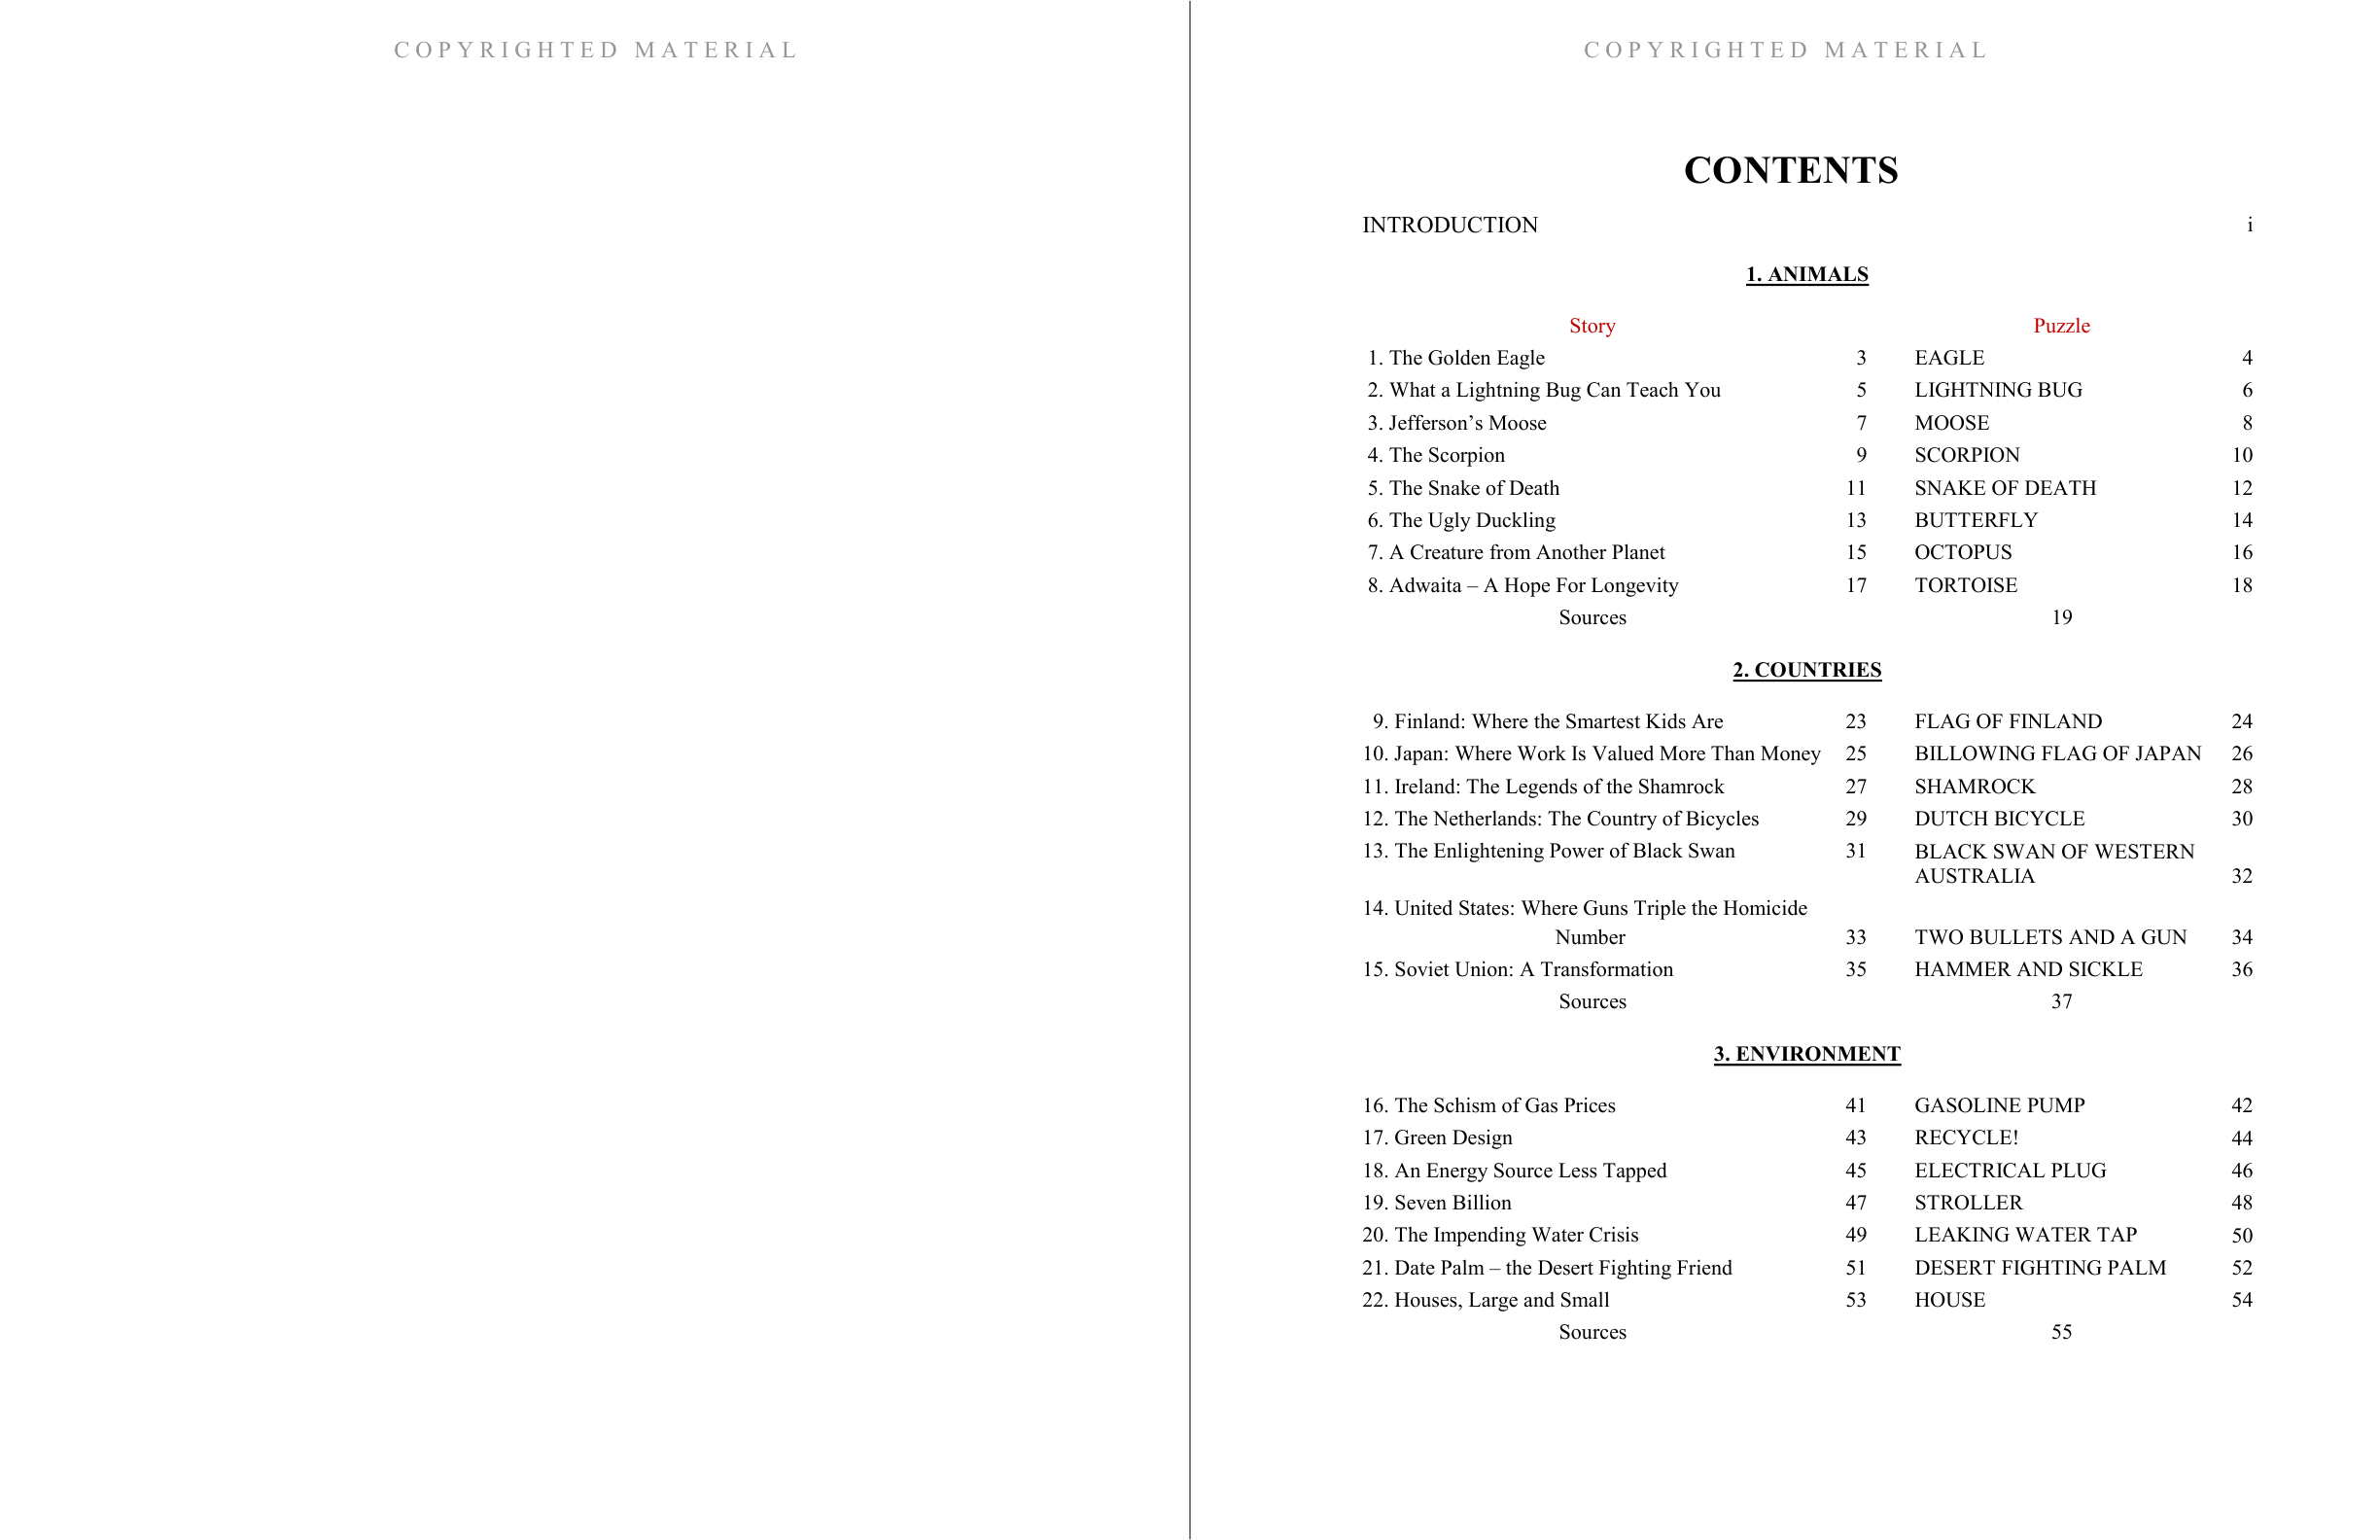 COPYRIGHTED MATERIAL
COPYRIGHTED MATERIAL
CONTENTS
INTRODUCTION i
1. ANIMALS
Story Puzzle
1. The Golden Eagle 3 EAGLE 4
2. What a Lightning Bug Can Teach You 5 LIGHTNING BUG 6
3. Jefferson’s Moose 7 MOOSE 8
4. The Scorpion 9 SCORPION 10
5. The Snake of Death 11 SNAKE OF DEATH 12
6. The Ugly Duckling 13 BUTTERFLY 14
7. A Creature from Another Planet 15 OCTOPUS 16
8. Adwaita – A Hope For Longevity 17 TORTOISE 18
Sources 19
2. COUNTRIES
9. Finland: Where the Smartest Kids Are 23 FLAG OF FINLAND 24
10. Japan: Where Work Is Valued More Than Money 25 BILLOWING FLAG OF JAPAN 26
11. Ireland: The Legends of the Shamrock 27 SHAMROCK 28
12. The Netherlands: The Country of Bicycles 29 DUTCH BICYCLE 30
13. The Enlightening Power of Black Swan 31 BLACK SWAN OF WESTERN
AUSTRALIA 32
14. United States: Where Guns Triple the Homicide
Number 33 TWO BULLETS AND A GUN 34
15. Soviet Union: A Transformation 35 HAMMER AND SICKLE 36
Sources 37
3. ENVIRONMENT
16. The Schism of Gas Prices 41 GASOLINE PUMP 42
17. Green Design 43 RECYCLE! 44
18. An Energy Source Less Tapped 45 ELECTRICAL PLUG 46
19. Seven Billion 47 STROLLER 48
20. The Impending Water Crisis 49 LEAKING WATER TAP 50
21. Date Palm – the Desert Fighting Friend 51 DESERT FIGHTING PALM 52
22. Houses, Large and Small 53 HOUSE 54
Sources 55